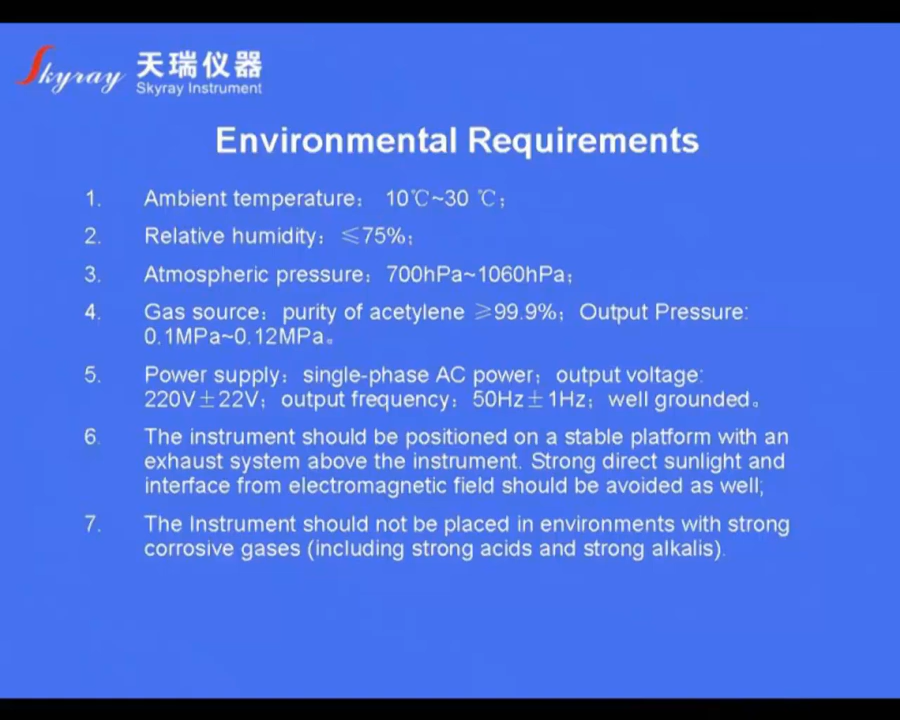 Skyray 天瑞仪器
Skyray Instrument
Environmental Requirements
1. Ambient temperature： 10℃~30 ℃；
2. Relative humidity：≤75%；
3. Atmospheric pressure：700hPa~1060hPa；
4. Gas source：purity of acetylene ≥99.9%；Output Pressure:
0.1MPa~0.12MPa。
5. Power supply：single-phase AC power；output voltage:
220V±22V；output frequency：50Hz±1Hz；well grounded。
6. The instrument should be positioned on a stable platform with an
exhaust system above the instrument. Strong direct sunlight and
interface from electromagnetic field should be avoided as well;
7. The Instrument should not be placed in environments with strong
corrosive gases (including strong acids and strong alkalis).